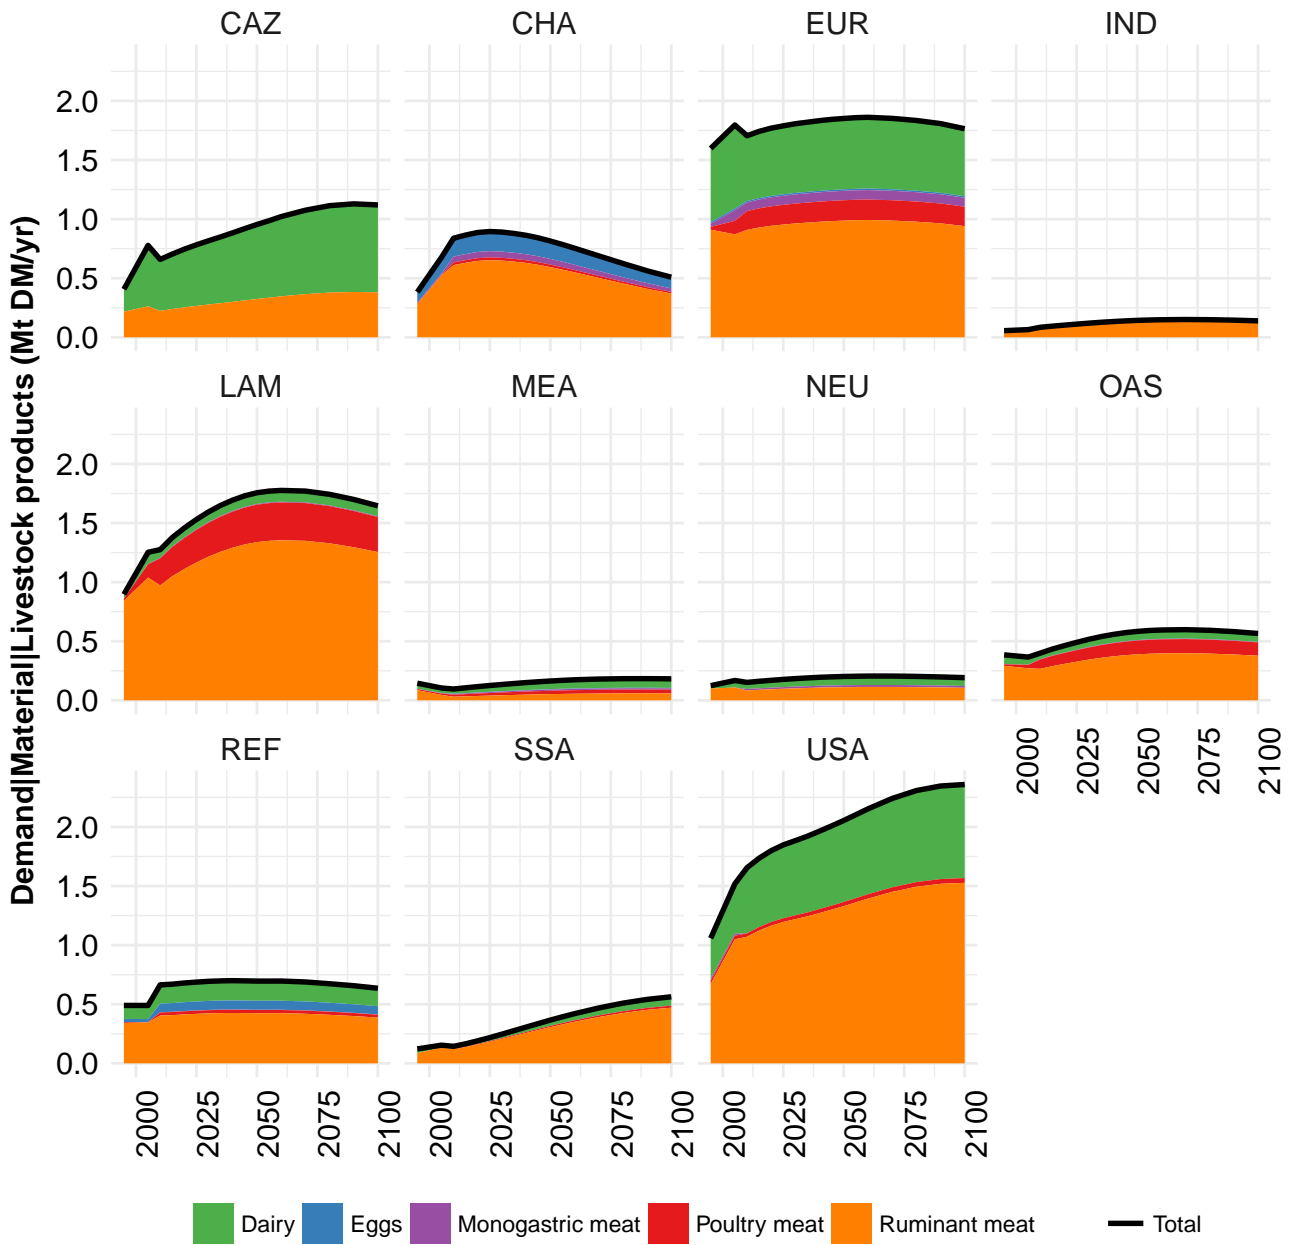 CAZ CHA EUR IND
2.0
1.5
1.0
0.5
0.0
LAM MEA NEU OAS
2.0
1.5
1.0
0.5
0.0
2000 2025 2050 2075 2100
REF SSA USA
2.0
1.5
1.0
0.5
0.0
2000 2025 2050 2075 2100 2000 2025 2050 2075 2100 2000 2025 2050 2075 2100
Demand|Material|Livestock products (Mt DM/yr)
Dairy Eggs Monogastric meat Poultry meat Ruminant meat Total